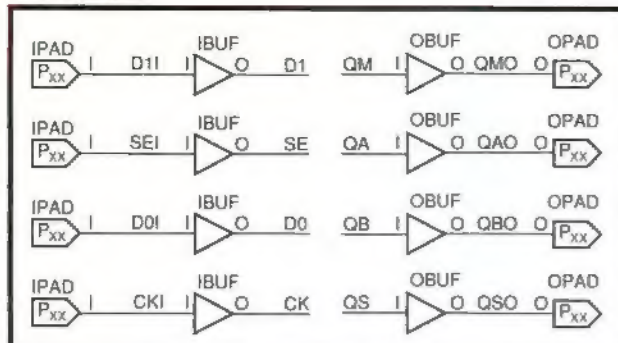 IPAD IBUF OBUF OPAD
Pxx I D1I I O D1 QM I O QMO O Pxx
IPAD IBUF OBUF OPAD
Pxx I SEI I O SE QA I O QAO O Pxx
IPAD IBUF OBUF OPAD
Pxx I D0I I O D0 QB I O QBO O Pxx
IPAD IBUF OBUF OPAD
Pxx I CKI I O CK QS I O QSO O Pxx